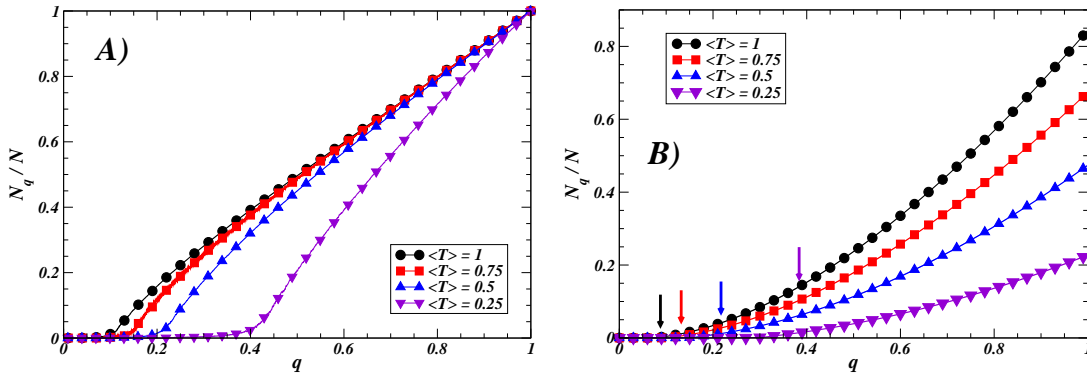 A)
N_q / N
1
0.8
0.6
0.4
0.2
0
0 0.2 0.4 0.6 0.8 1
q
<T> = 1
<T> = 0.75
<T> = 0.5
<T> = 0.25
B)
N_q / N
0.8
0.6
0.4
0.2
0
0 0.2 0.4 0.6 0.8 1
q
<T> = 1
<T> = 0.75
<T> = 0.5
<T> = 0.25